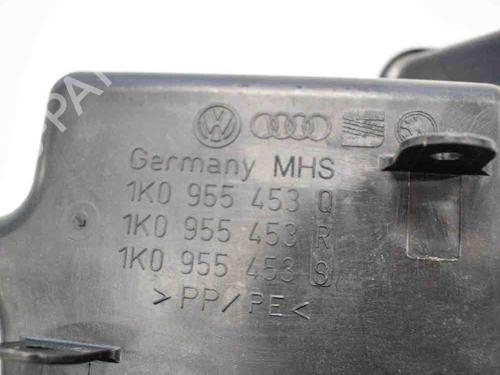 Germany MHS
1K0 955 453 Q
1K0 955 453 R
1K0 955 453 S
>PP/PE<